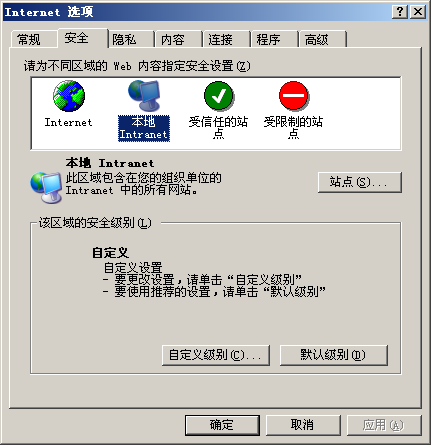 Internet 选项
常规 安全 隐私 内容 连接 程序 高级
请为不同区域的 Web 内容指定安全设置(Z)
Internet 本地 Intranet 受信任的站点 受限制的站点
本地 Intranet
此区域包含在您的组织单位的
Intranet 中的所有网站。
站点(S)...
该区域的安全级别(L)
自定义
自定义设置
- 要更改设置，请单击“自定义级别”
- 要使用推荐的设置，请单击“默认级别”
自定义级别(C)... 默认级别(D)
确定 取消 应用(A)